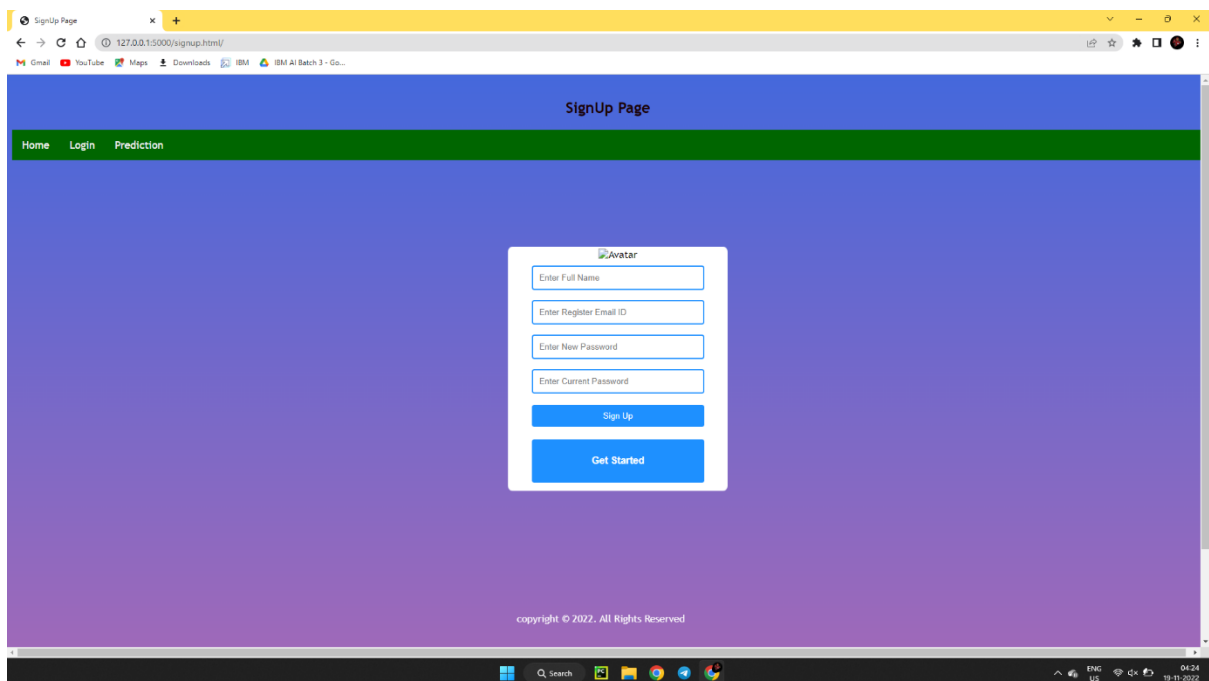 SignUp Page
127.0.0.1:5000/signup.html/
Gmail YouTube Maps Downloads IBM IBM AI Batch 3 - Go...
SignUp Page
Home Login Prediction
Avatar
Enter Full Name
Enter Register Email ID
Enter New Password
Enter Current Password
Sign Up
Get Started
copyright © 2022. All Rights Reserved
Search
ENG 04:24
US 19-11-2022